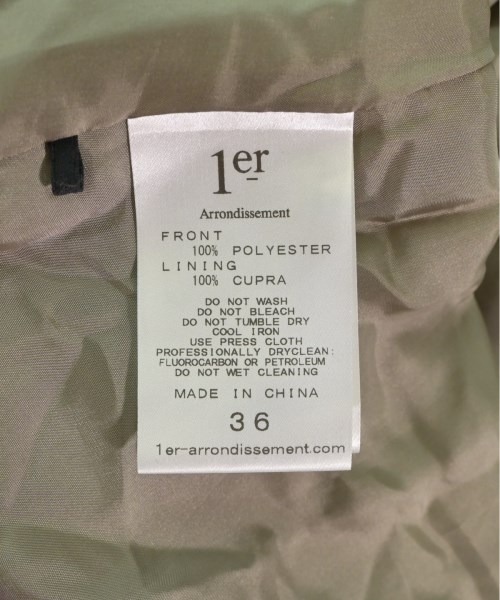 1er
Arrondissement
FRONT
100% POLYESTER
LINING
100% CUPRA
DO NOT WASH
DO NOT BLEACH
DO NOT TUMBLE DRY
COOL IRON
USE PRESS CLOTH
PROFESSIONALLY DRYCLEAN:
FLUOROCARBON OR PETROLEUM
DO NOT WET CLEANING
MADE IN CHINA
36
1er-arrondissement.com